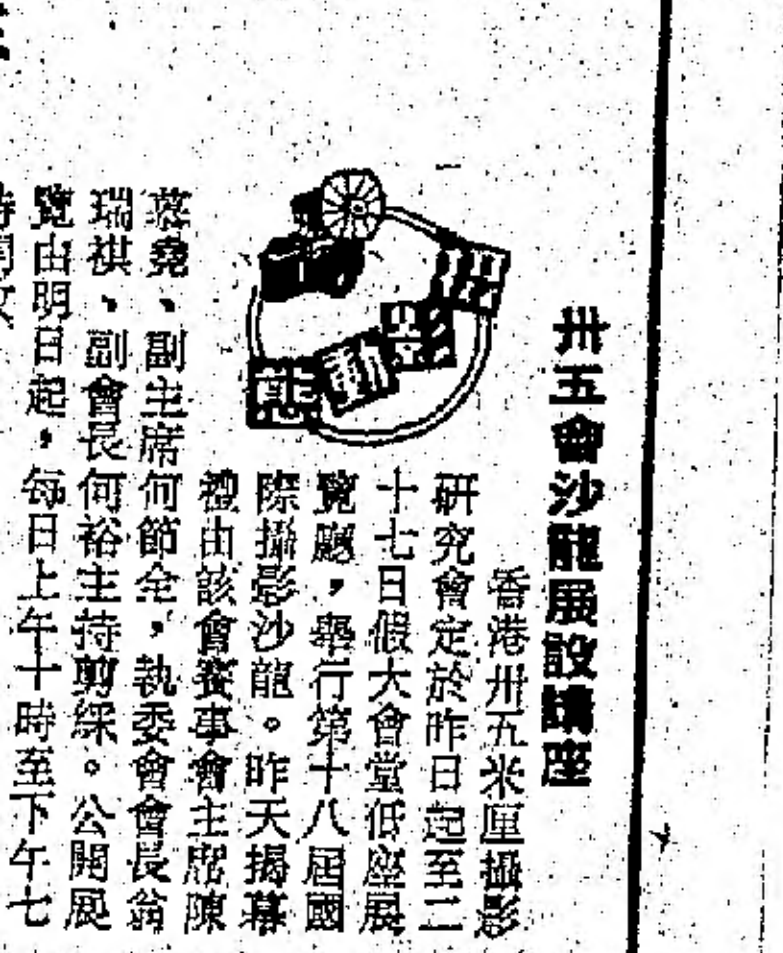 卅五會沙龍展設講座
攝影動態
香港卅五米厘攝影
研究會定於昨日起至二
十七日假大會堂低座展
覽廳，舉行第十八屆國
際攝影沙龍。昨天揭幕
禮由該會賽事會主席陳
慕堯、副主席何節全，執委會會長翁
瑞祺、副會長何裕主持剪綵。公開展
覽由明日起，每日上午十時至下午七